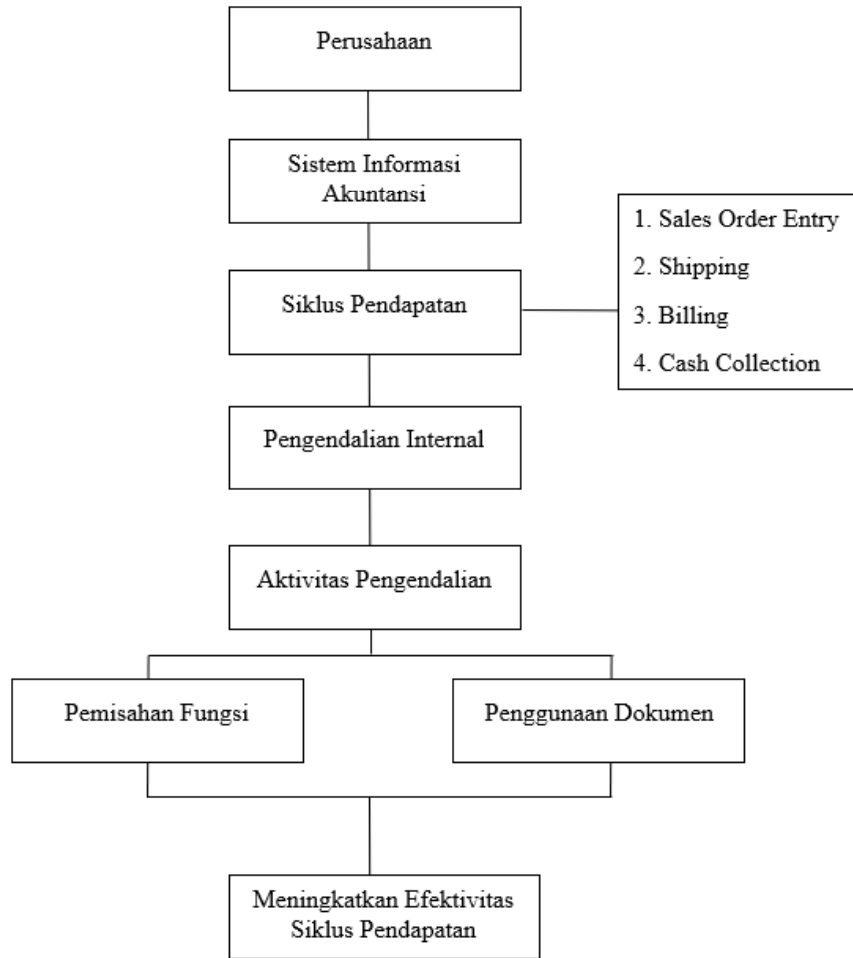 Perusahaan
Sistem Informasi
Akuntansi
Siklus Pendapatan
1. Sales Order Entry
2. Shipping
3. Billing
4. Cash Collection
Pengendalian Internal
Aktivitas Pengendalian
Pemisahan Fungsi
Penggunaan Dokumen
Meningkatkan Efektivitas
Siklus Pendapatan